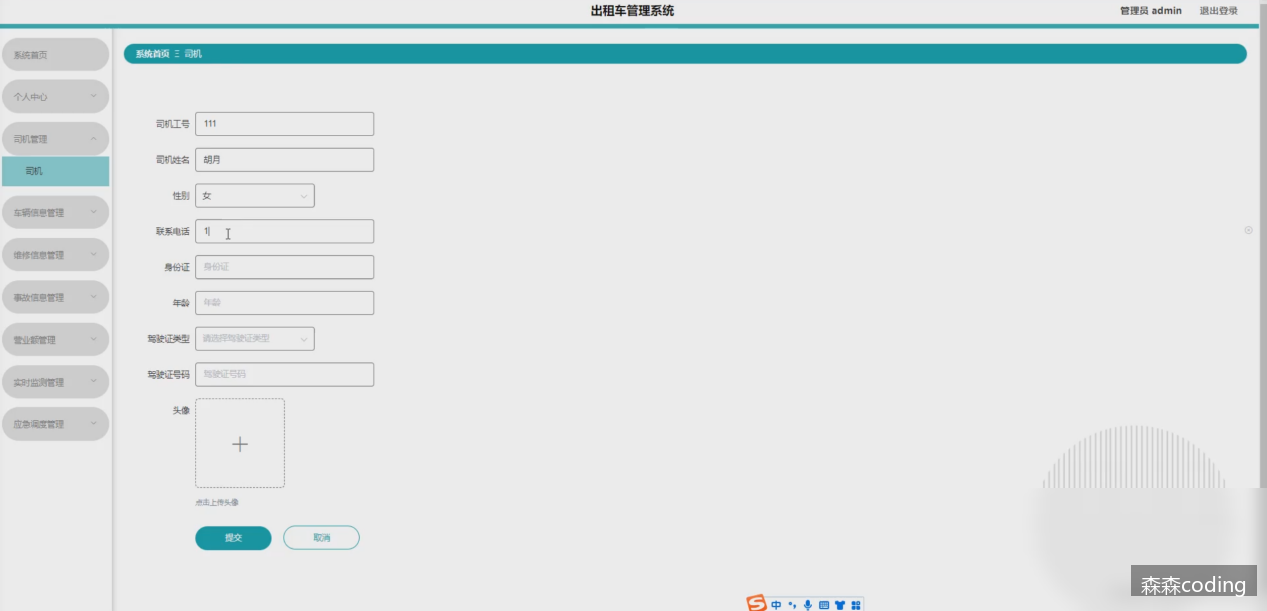 出租车管理系统
管理员 admin 退出登录
系统首页
个人中心
司机管理
司机
车辆信息管理
维修信息管理
事故信息管理
营业额管理
实时监测管理
应急调度管理
系统首页 Ξ 司机
司机工号 111
司机姓名 胡月
性别 女
联系电话 1
身份证 身份证
年龄 年龄
驾驶证类型 请选择驾驶证类型
驾驶证号码 驾驶证号码
头像
点击上传头像
提交 取消
森森coding
S 中